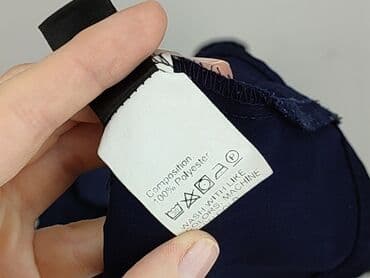 Composition:
100% Polyester
WASH WITH LIKE
COLORS, MACHINE